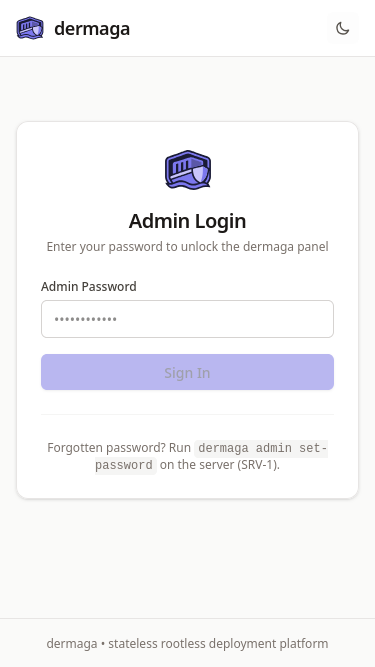 dermaga
Admin Login
Enter your password to unlock the dermaga panel
Admin Password
••••••••••••
Sign In
Forgotten password? Run dermaga admin set-
password on the server (SRV-1).
dermaga • stateless rootless deployment platform